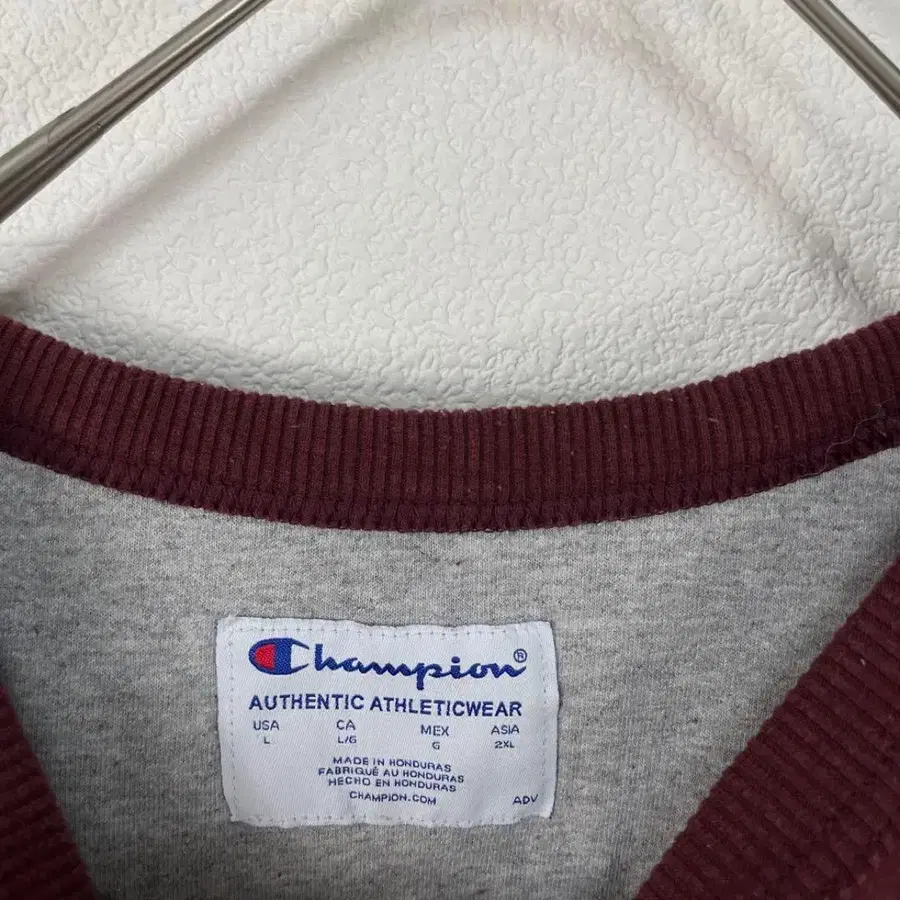 Champion®
AUTHENTIC ATHLETICWEAR
USA CA MEX ASIA
L L/G G 2XL
MADE IN HONDURAS
FABRIQUÉ AU HONDURAS
HECHO EN HONDURAS
CHAMPION.COM ADV